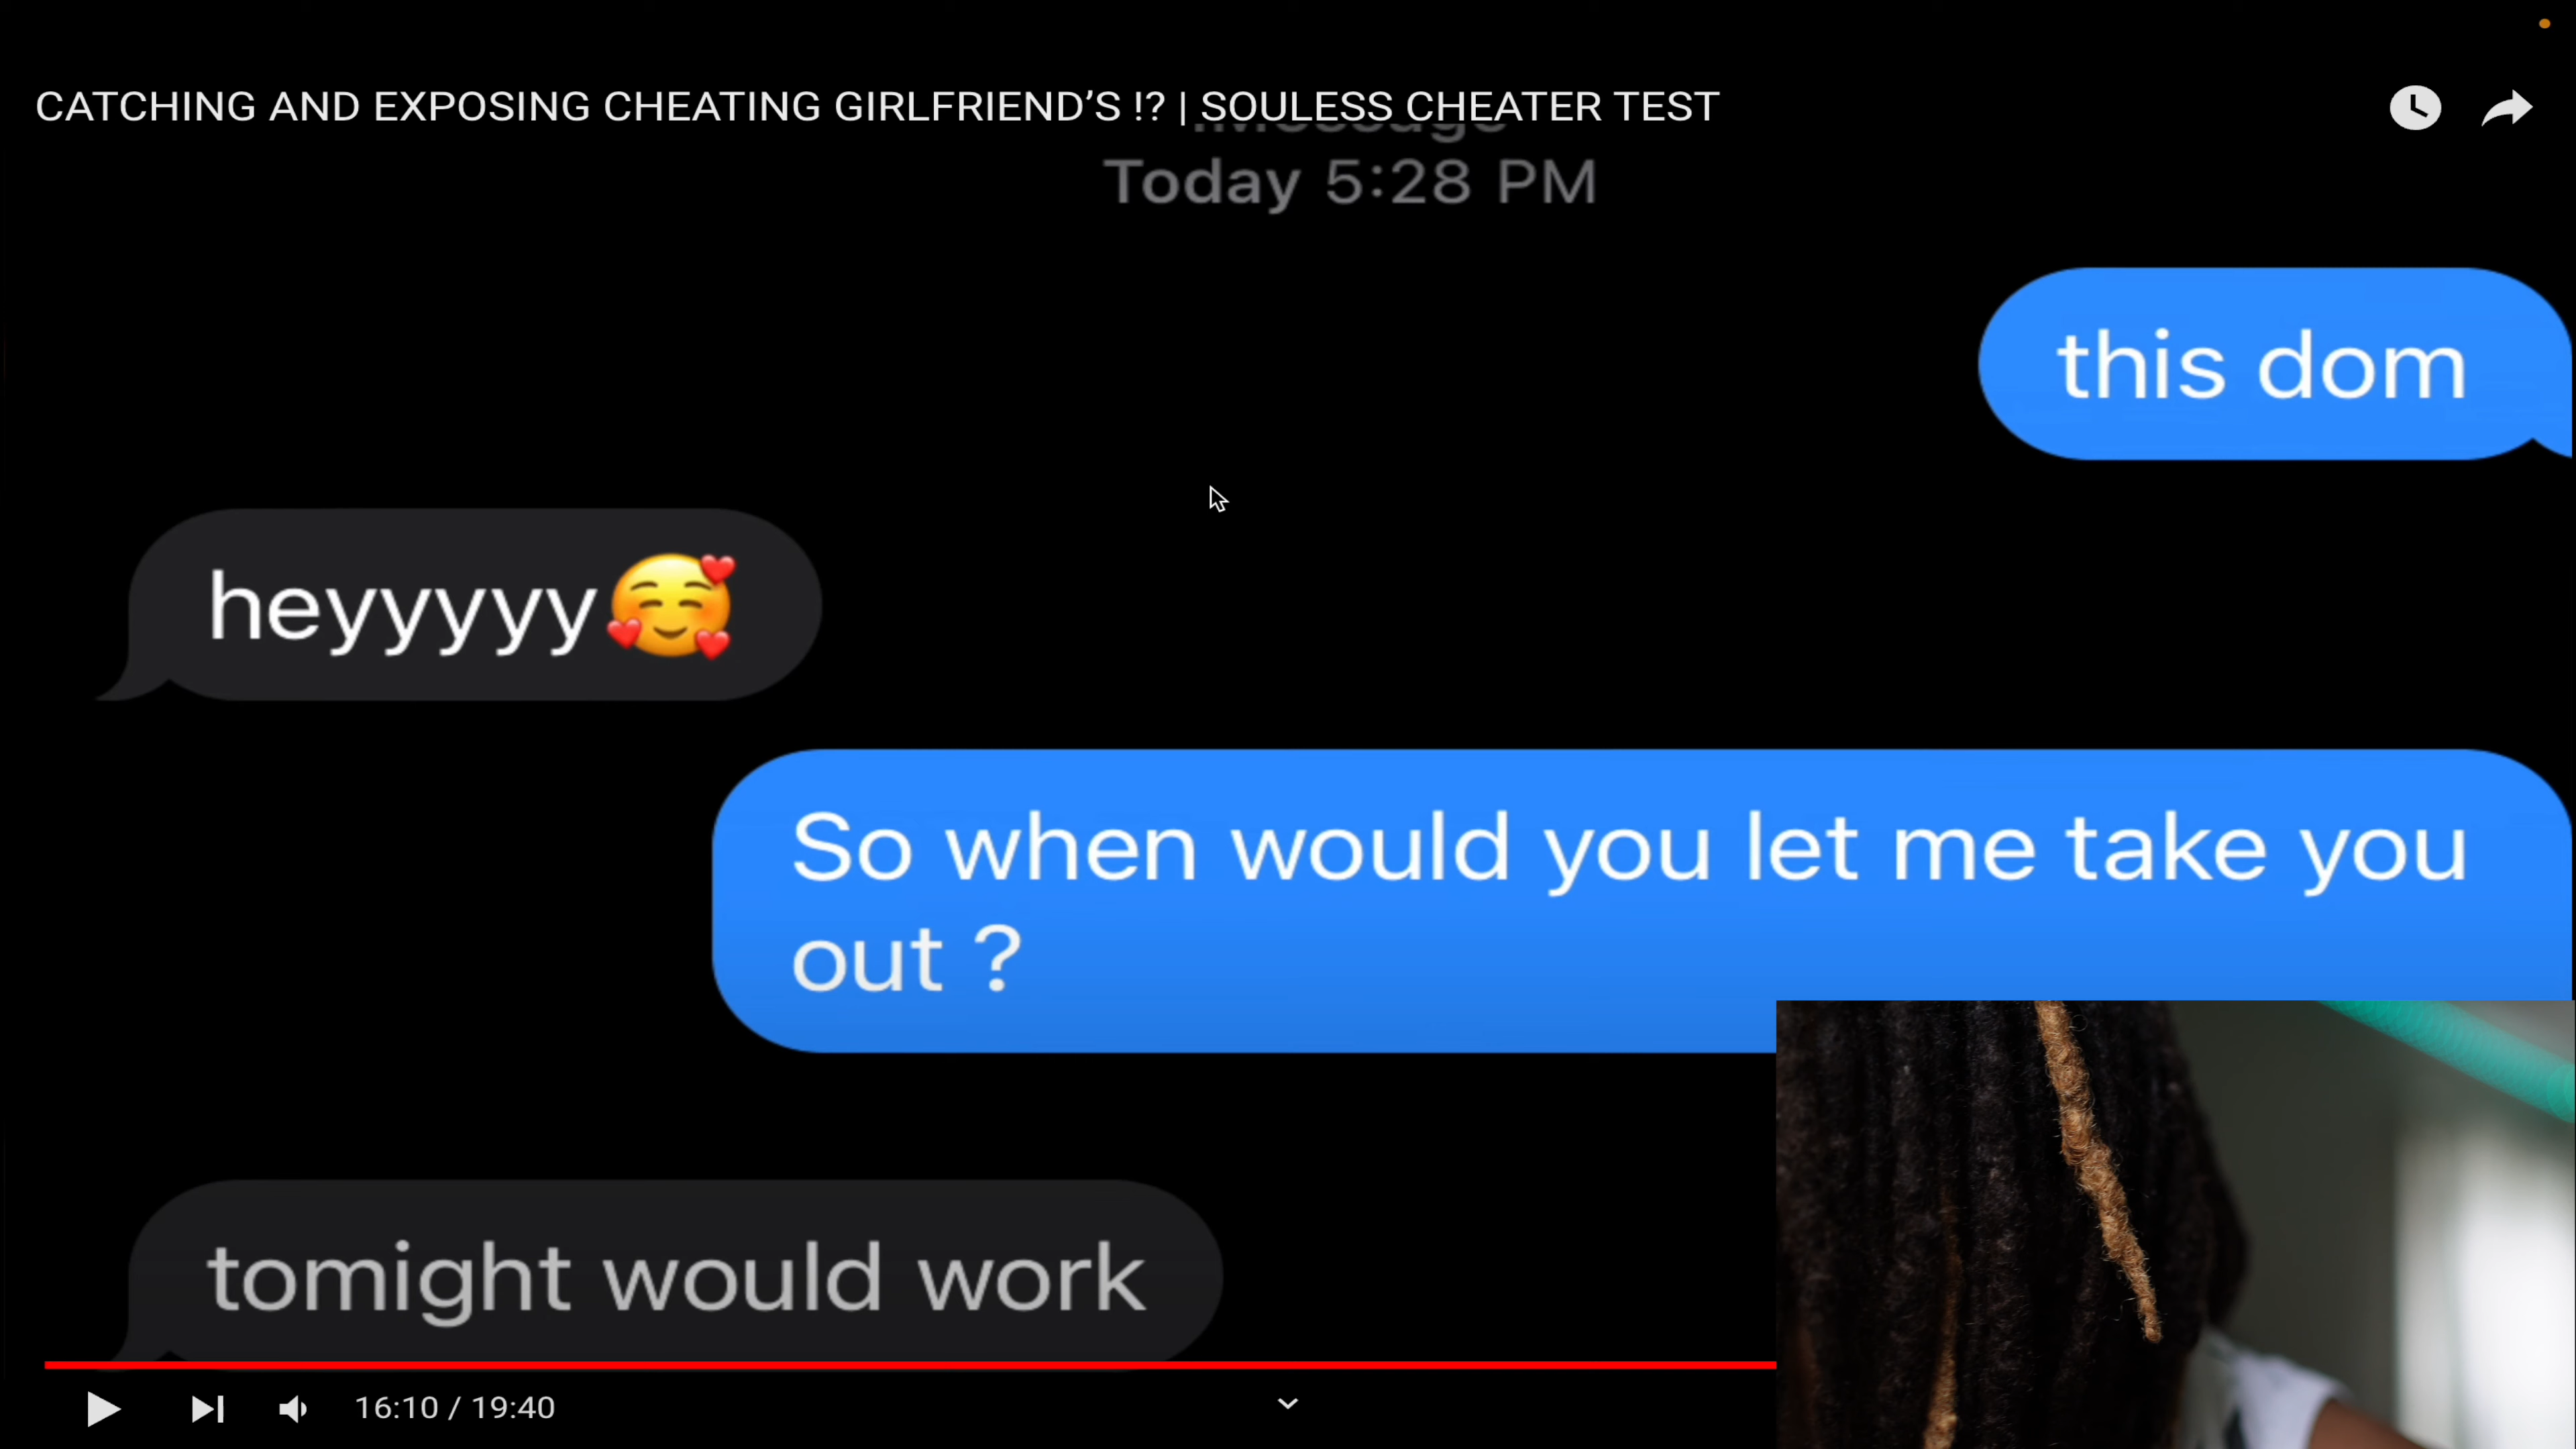 CATCHING AND EXPOSING CHEATING GIRLFRIEND’S !? | SOULESS CHEATER TEST
iMessage
Today 5:28 PM
this dom
heyyyyy🥰
So when would you let me take you
out ?
tomight would work
16:10 / 19:40